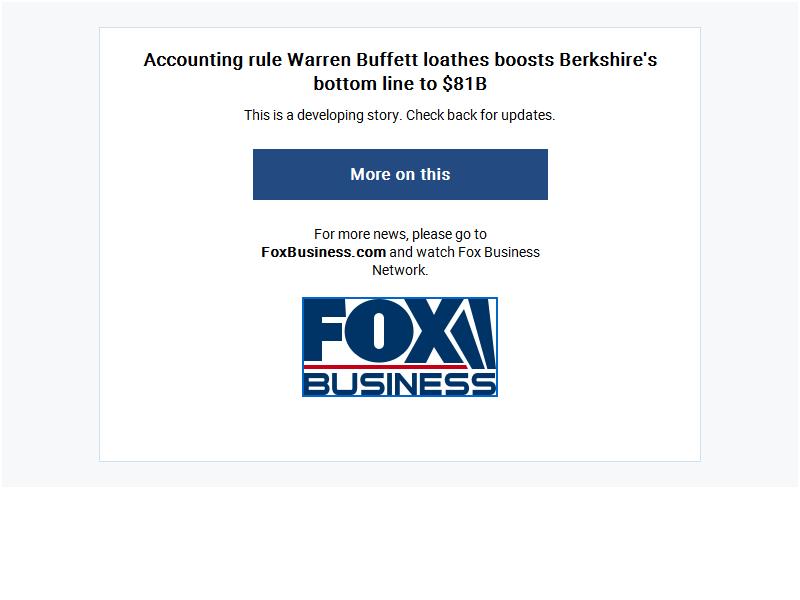 Accounting rule Warren Buffett loathes boosts Berkshire's
bottom line to $81B
This is a developing story. Check back for updates.
More on this
For more news, please go to
FoxBusiness.com and watch Fox Business
Network.
FOX
BUSINESS